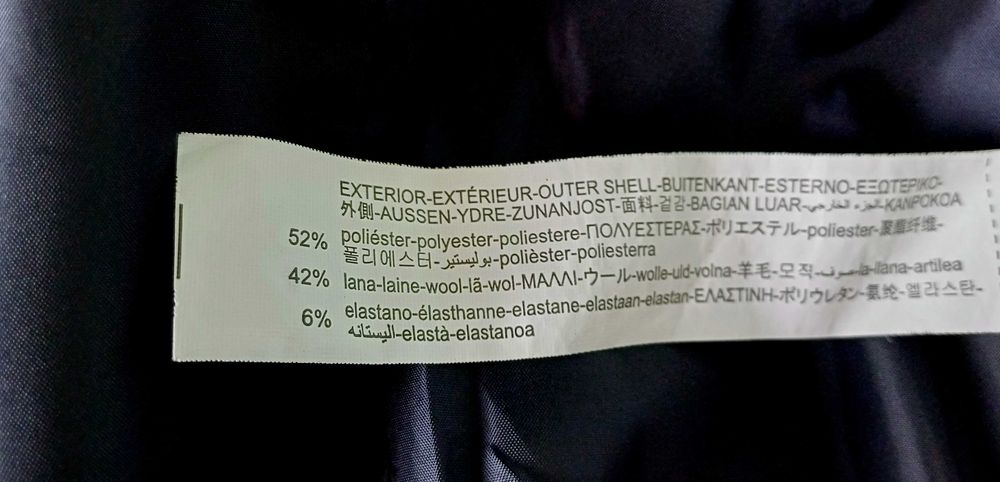 EXTERIOR-EXTÉRIEUR-OUTER SHELL-BUITENKANT-ESTERNO-ΕΞΩΤΕΡΙΚΟ-
外側-AUSSEN-YDRE-ZUNANJOST-面料-겉감-BAGIAN LUAR-الجزء الخارجي-KANPOKOA
52% poliéster-polyester-poliestere-ΠΟΛΥΕΣΤΕΡΑΣ-ポリエステル-poliester-聚酯纤维-
폴리에스터-بوليستير-polièster-poliesterra
42% lana-laine-wool-lã-wol-ΜΑΛΛΙ-ウール-wolle-uld-volna-羊毛-모직-صوف-la-llana-artilea
6% elastano-élasthanne-elastane-elastaan-elastan-ΕΛΑΣΤΙΝΗ-ポリウレタン-氨纶-엘라스탄-
اليستانه-elastà-elastanoa